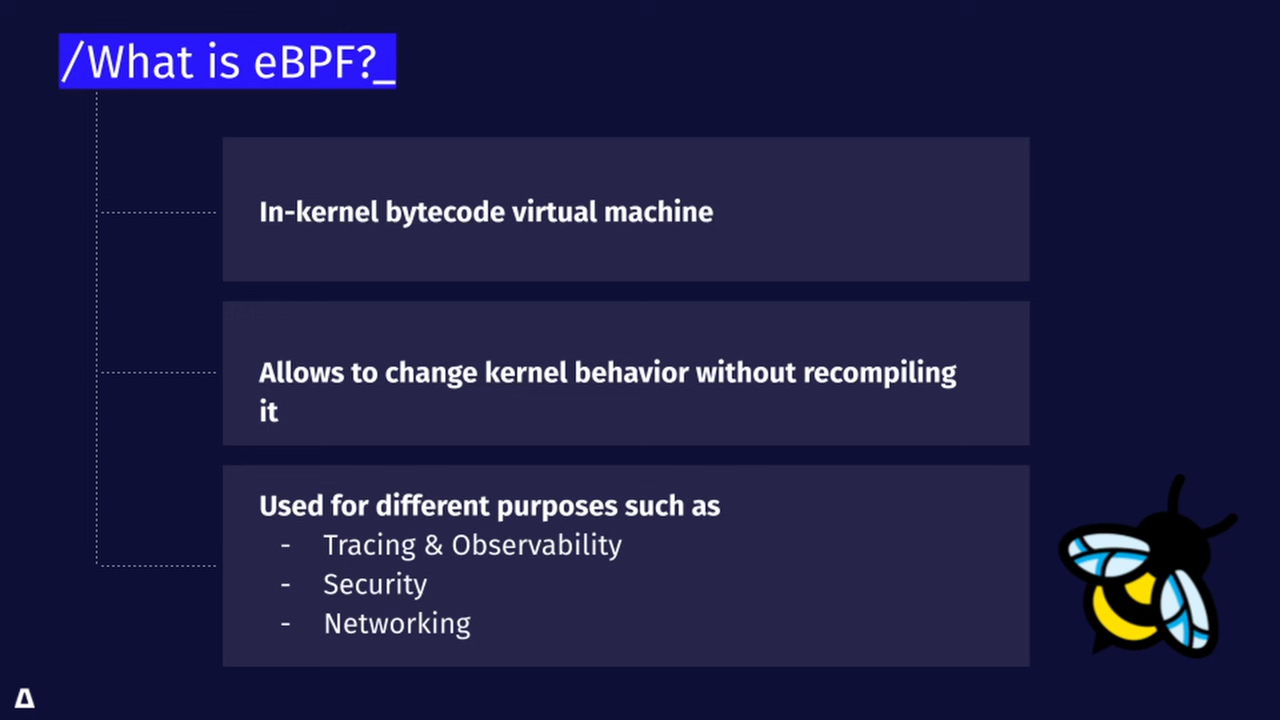 /What is eBPF?_
In-kernel bytecode virtual machine
Allows to change kernel behavior without recompiling
it
Used for different purposes such as
- Tracing & Observability
- Security
- Networking